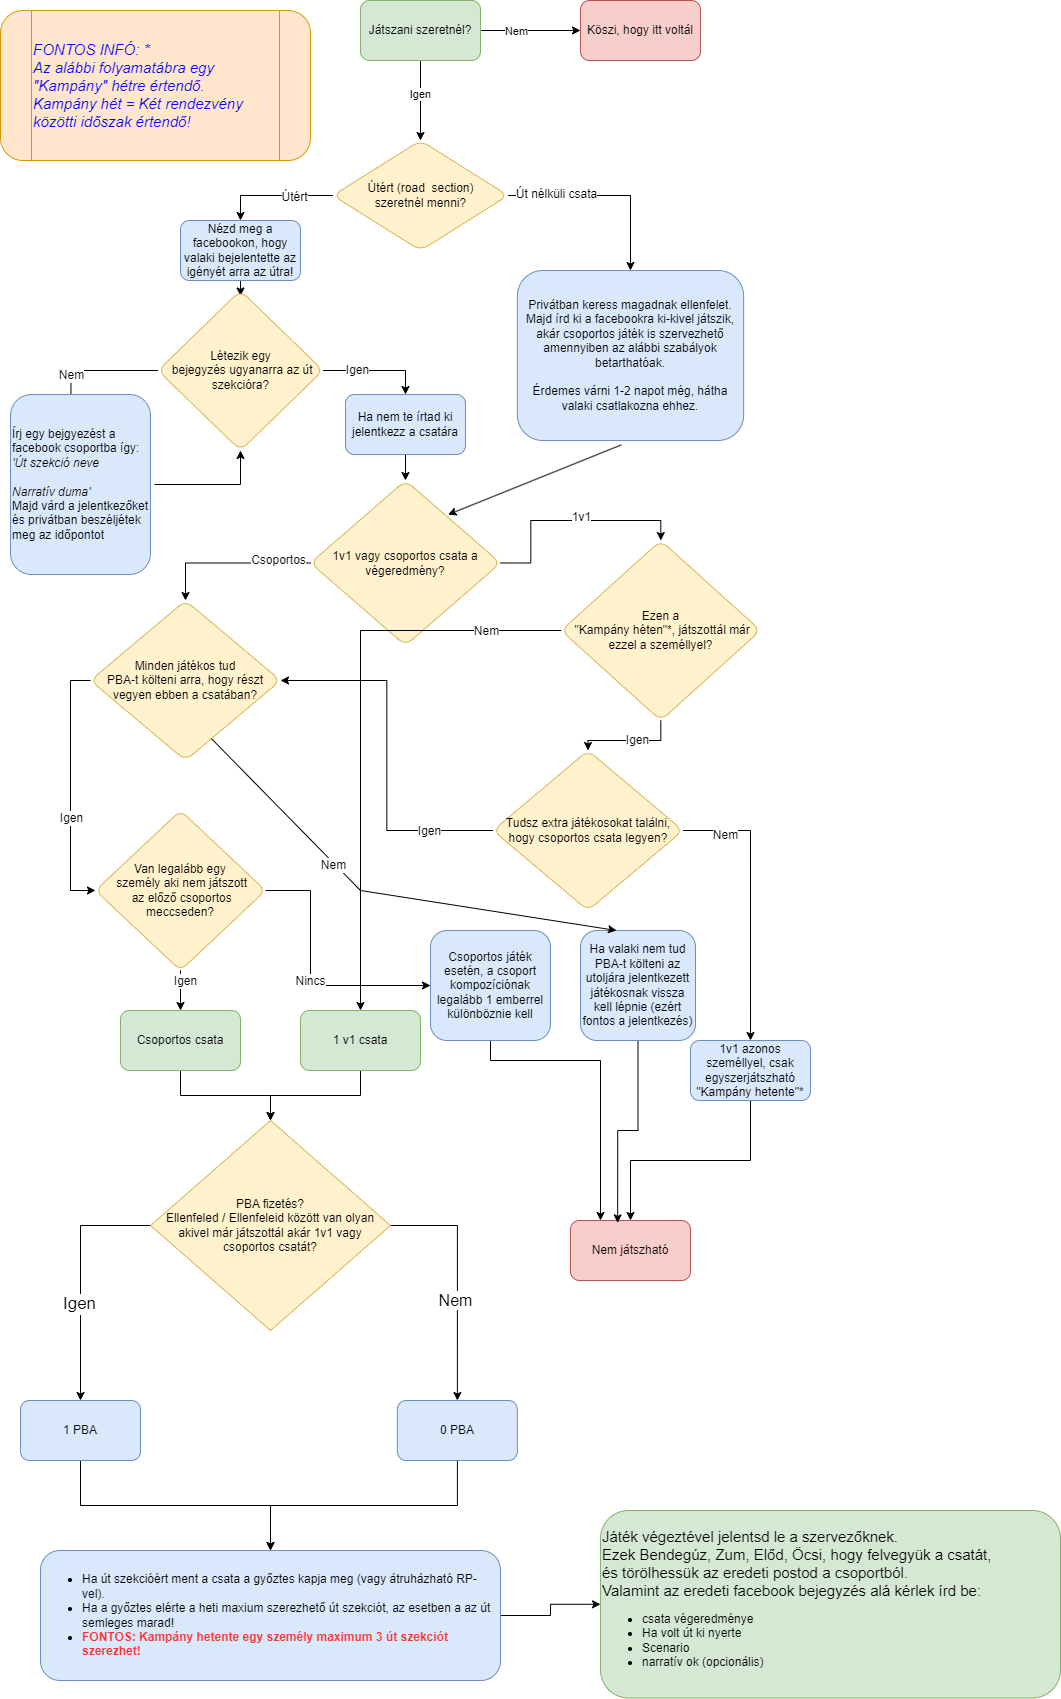 Játszani szeretnél?
Nem
Köszi, hogy itt voltál
FONTOS INFÓ: *
Az alábbi folyamatábra egy
"Kampány" hétre értendő.
Kampány hét = Két rendezvény
közötti időszak értendő!
Igen
Útért (road  section)
szeretnél menni?
Útért
Út nélküli csata
Nézd meg a
facebookon, hogy
valaki bejelentette az
igényét arra az útra!
Privátban keress magadnak ellenfelet.
Majd írd ki a facebookra ki-kivel játszik,
akár csoportos játék is szervezhető
amennyiben az alábbi szabályok
betarthatóak.
Érdemes várni 1-2 napot még, hátha
valaki csatlakozna ehhez.
Létezik egy
bejegyzés ugyanarra az út
szekcióra?
Nem
Igen
Írj egy bejgyezést a
facebook csoportba így:
'Út szekció neve
Narratív duma'
Majd várd a jelentkezőket
és privátban beszéljétek
meg az időpontot
Ha nem te írtad ki
jelentkezz a csatára
1v1 vagy csoportos csata a
végeredmény?
Csoportos
1v1
Ezen a
"Kampány héten"*, játszottál már
ezzel a személlyel?
Nem
Minden játékos tud
PBA-t költeni arra, hogy részt
vegyen ebben a csatában?
Igen
Tudsz extra játékosokat találni,
hogy csoportos csata legyen?
Igen
Nem
Igen
Nem
Van legalább egy
személy aki nem játszott
az előző csoportos
meccseden?
Igen
Nincs
Csoportos játék
esetén, a csoport
kompozíciónak
legalább 1 emberrel
különböznie kell
Ha valaki nem tud
PBA-t költeni az
utoljára jelentkezett
játékosnak vissza
kell lépnie (ezért
fontos a jelentkezés)
Csoportos csata
1 v1 csata
1v1 azonos
személlyel, csak
egyszerjátszható
"Kampány hetente"*
PBA fizetés?
Ellenfeled / Ellenfeleid között van olyan
akivel már játszottál akár 1v1 vagy
csoportos csatát?
Nem játszható
Igen
Nem
1 PBA
0 PBA
• Ha út szekcióért ment a csata a győztes kapja meg (vagy átruházható RP-
vel).
• Ha a győztes elérte a heti maxium szerezhető út szekciót, az esetben a az út
semleges marad!
• FONTOS: Kampány hetente egy személy maximum 3 út szekciót
szerezhet!
Játék végeztével jelentsd le a szervezőknek.
Ezek Bendegúz, Zum, Előd, Öcsi, hogy felvegyük a csatát,
és törölhessük az eredeti postod a csoportból.
Valamint az eredeti facebook bejegyzés alá kérlek írd be:
• csata végeredménye
• Ha volt út ki nyerte
• Scenario
• narratív ok (opcionális)